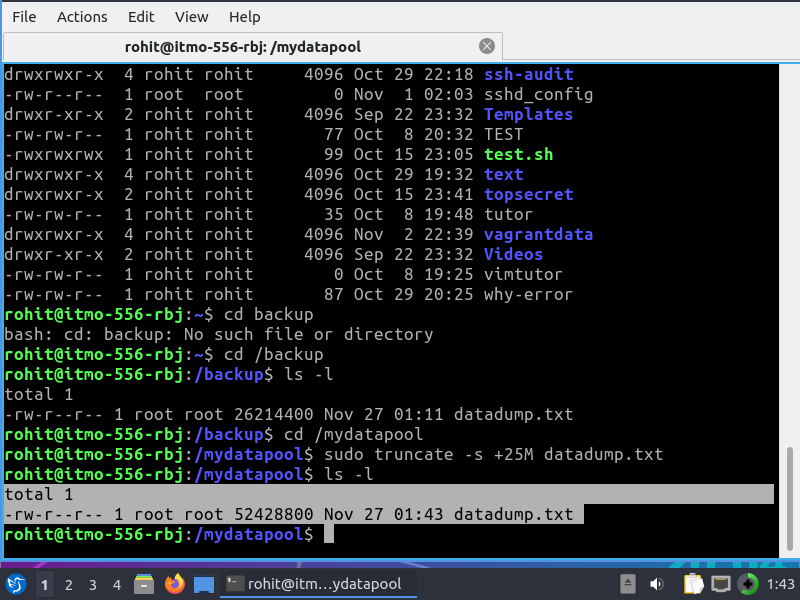 File Actions Edit View Help
rohit@itmo-556-rbj: /mydatapool
drwxrwxr-x 4 rohit rohit 4096 Oct 29 22:18 ssh-audit
-rw-r--r-- 1 root root 0 Nov 1 02:03 sshd_config
drwxr-xr-x 2 rohit rohit 4096 Sep 22 23:32 Templates
-rw-rw-r-- 1 rohit rohit 77 Oct 8 20:32 TEST
-rwxrwxrwx 1 rohit rohit 99 Oct 15 23:05 test.sh
drwxrwxr-x 4 rohit rohit 4096 Oct 29 19:32 text
drwxrwxr-x 2 rohit rohit 4096 Oct 15 23:41 topsecret
-rw-rw-r-- 1 rohit rohit 35 Oct 8 19:48 tutor
drwxrwxr-x 4 rohit rohit 4096 Nov 2 22:39 vagrantdata
drwxr-xr-x 2 rohit rohit 4096 Sep 22 23:32 Videos
-rw-rw-r-- 1 rohit rohit 0 Oct 8 19:25 vimtutor
-rw-rw-r-- 1 rohit rohit 87 Oct 29 20:25 why-error
rohit@itmo-556-rbj:~$ cd backup
bash: cd: backup: No such file or directory
rohit@itmo-556-rbj:~$ cd /backup
rohit@itmo-556-rbj:/backup$ ls -l
total 1
-rw-r--r-- 1 root root 26214400 Nov 27 01:11 datadump.txt
rohit@itmo-556-rbj:/backup$ cd /mydatapool
rohit@itmo-556-rbj:/mydatapool$ sudo truncate -s +25M datadump.txt
rohit@itmo-556-rbj:/mydatapool$ ls -l
total 1
-rw-r--r-- 1 root root 52428800 Nov 27 01:43 datadump.txt
rohit@itmo-556-rbj:/mydatapool$
1 2 3 4 rohit@itm...ydatapool 1:43